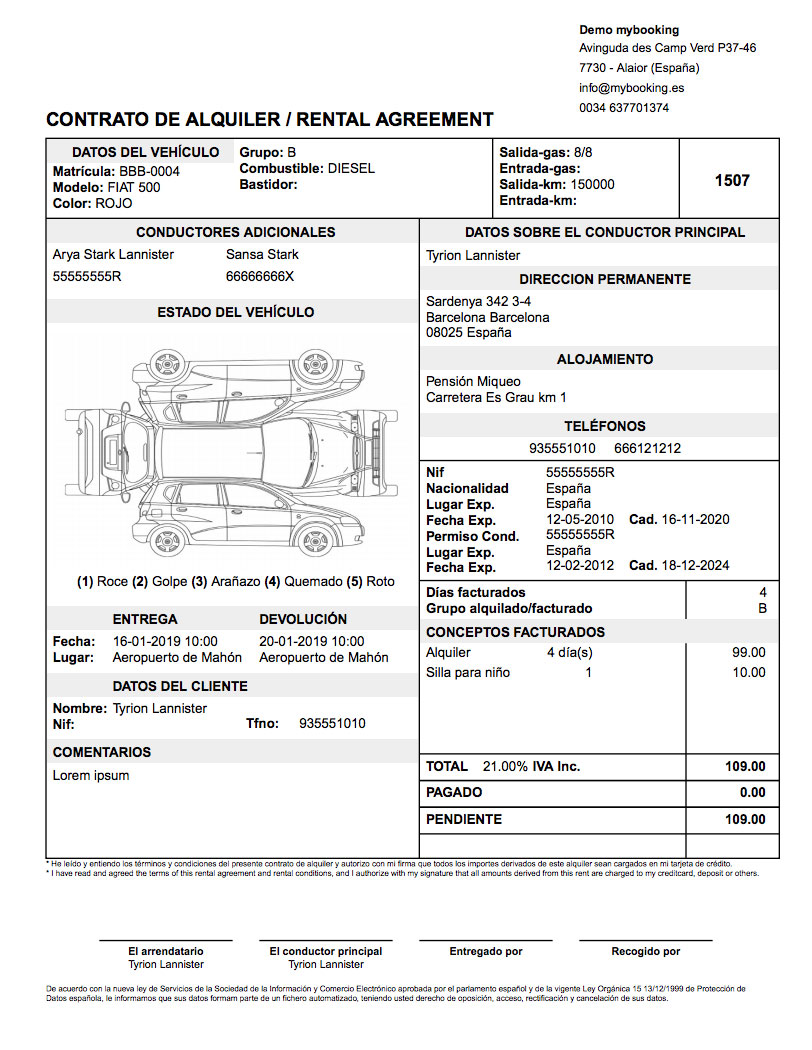 Demo mybooking
Avinguda des Camp Verd P37-46
7730 - Alaior (España)
info@mybooking.es
0034 637701374
CONTRATO DE ALQUILER / RENTAL AGREEMENT
DATOS DEL VEHÍCULO
Matrícula: BBB-0004
Modelo: FIAT 500
Color: ROJO
Grupo: B
Combustible: DIESEL
Bastidor:
Salida-gas: 8/8
Entrada-gas:
Salida-km: 150000
Entrada-km:
1507
CONDUCTORES ADICIONALES
Arya Stark Lannister Sansa Stark
55555555R 66666666X
ESTADO DEL VEHÍCULO
(1) Roce (2) Golpe (3) Arañazo (4) Quemado (5) Roto
ENTREGA DEVOLUCIÓN
Fecha: 16-01-2019 10:00 20-01-2019 10:00
Lugar: Aeropuerto de Mahón Aeropuerto de Mahón
DATOS DEL CLIENTE
Nombre: Tyrion Lannister
Nif: Tfno: 935551010
COMENTARIOS
Lorem ipsum
DATOS SOBRE EL CONDUCTOR PRINCIPAL
Tyrion Lannister
DIRECCION PERMANENTE
Sardenya 342 3-4
Barcelona Barcelona
08025 España
ALOJAMIENTO
Pensión Miqueo
Carretera Es Grau km 1
TELÉFONOS
935551010 666121212
Nif 55555555R
Nacionalidad España
Lugar Exp. España
Fecha Exp. 12-05-2010 Cad. 16-11-2020
Permiso Cond. 55555555R
Lugar Exp. España
Fecha Exp. 12-02-2012 Cad. 18-12-2024
Días facturados 4
Grupo alquilado/facturado B
CONCEPTOS FACTURADOS
Alquiler 4 día(s) 99.00
Silla para niño 1 10.00
TOTAL 21.00% IVA Inc. 109.00
PAGADO 0.00
PENDIENTE 109.00
* He leído y entiendo los términos y condiciones del presente contrato de alquiler y autorizo con mi firma que todos los importes derivados de este alquiler sean cargados en mi tarjeta de crédito.
* I have read and agreed the terms of this rental agreement and rental conditions, and I authorize with my signature that all amounts derived from this rent are charged to my creditcard, deposit or others.
El arrendatario El conductor principal Entregado por Recogido por
Tyrion Lannister Tyrion Lannister
De acuerdo con la nueva ley de Servicios de la Sociedad de la Información y Comercio Electrónico aprobada por el parlamento español y de la vigente Ley Orgánica 15 13/12/1999 de Protección de
Datos española, le informamos que sus datos formam parte de un fichero automatizado, teniendo usted derecho de oposición, acceso, rectificación y cancelación de sus datos.